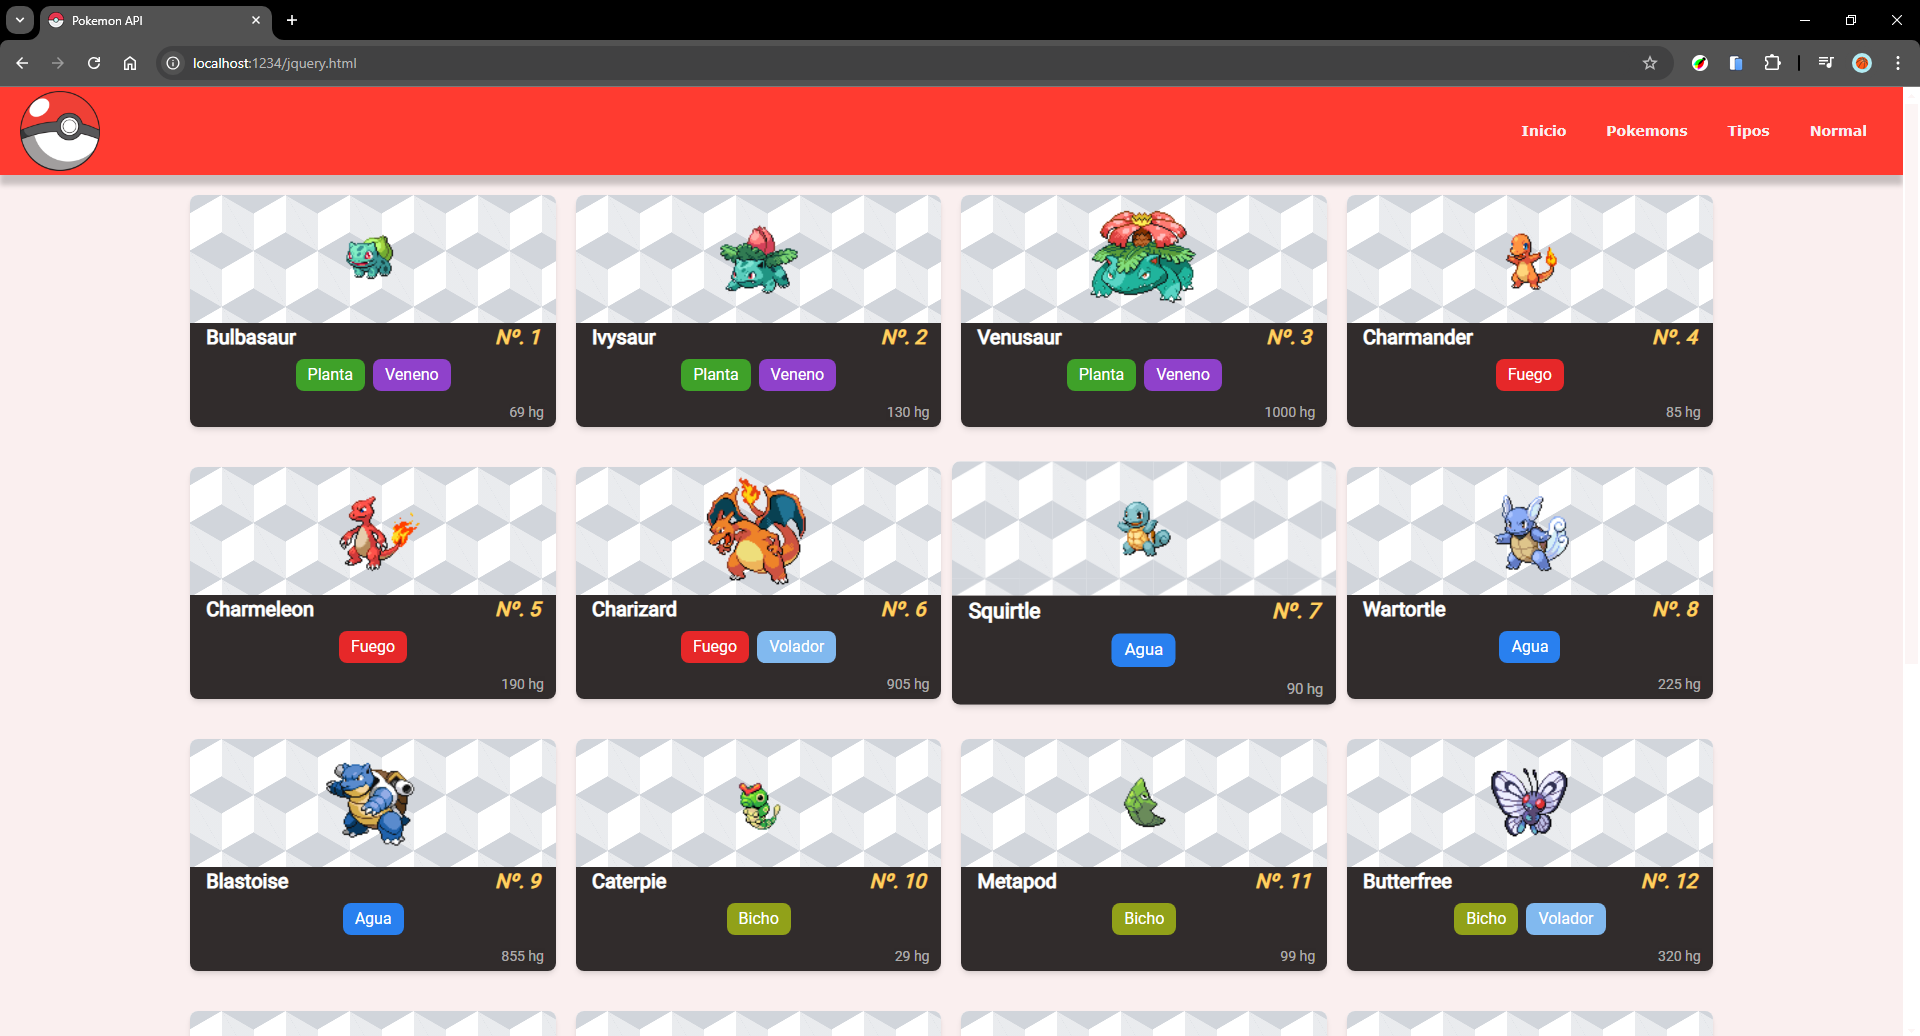 Pokemon API
localhost:1234/jquery.html
Inicio Pokemons Tipos Normal
Bulbasaur Nº. 1
Planta Veneno
69 hg
Ivysaur Nº. 2
Planta Veneno
130 hg
Venusaur Nº. 3
Planta Veneno
1000 hg
Charmander Nº. 4
Fuego
85 hg
Charmeleon Nº. 5
Fuego
190 hg
Charizard Nº. 6
Fuego Volador
905 hg
Squirtle Nº. 7
Agua
90 hg
Wartortle Nº. 8
Agua
225 hg
Blastoise Nº. 9
Agua
855 hg
Caterpie Nº. 10
Bicho
29 hg
Metapod Nº. 11
Bicho
99 hg
Butterfree Nº. 12
Bicho Volador
320 hg